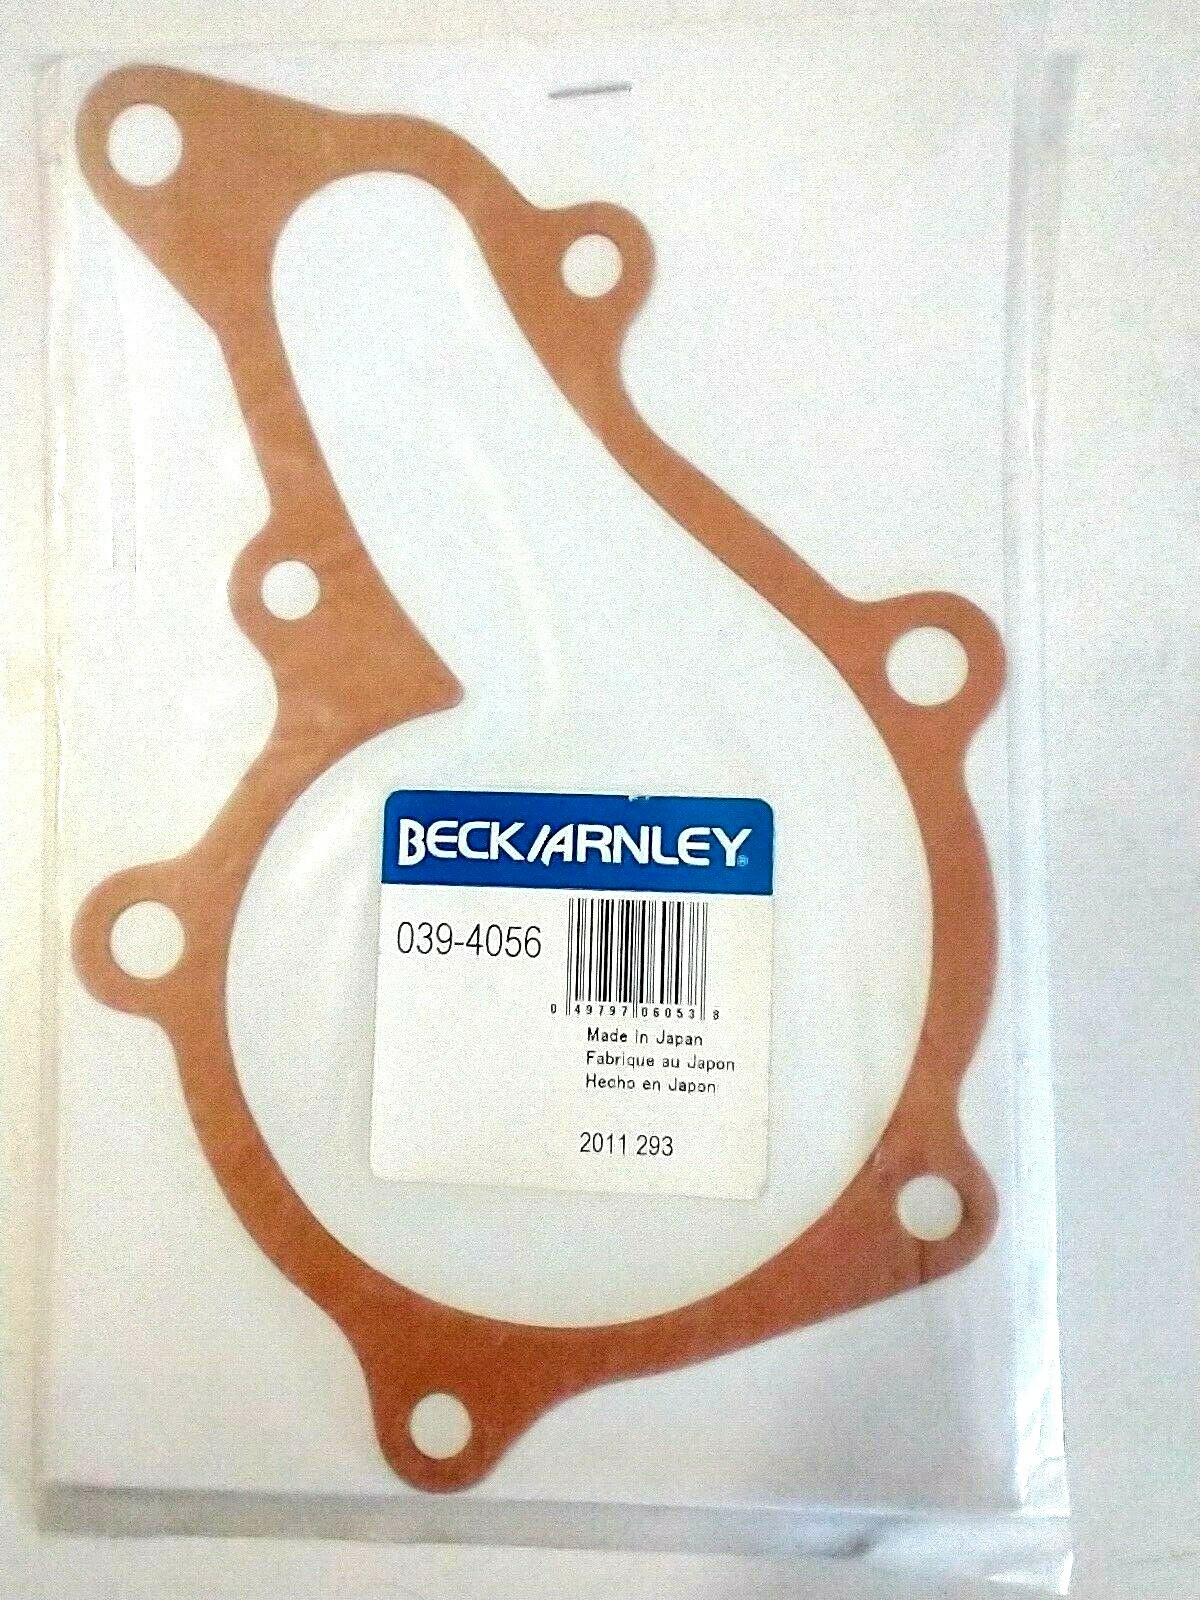 BECK/ARNLEY®
039-4056
0 49797 06053 8
Made in Japan
Fabrique au Japon
Hecho en Japon
2011 293